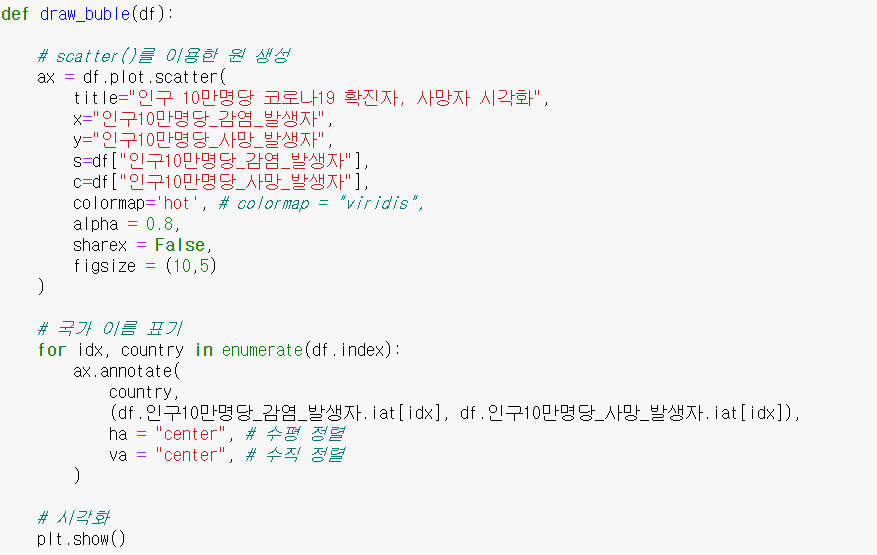 def draw_buble(df):
    # scatter()를 이용한 원 생성
    ax = df.plot.scatter(
        title="인구 10만명당 코로나19 확진자, 사망자 시각화",
        x="인구10만명당_감염_발생자",
        y="인구10만명당_사망_발생자",
        s=df["인구10만명당_감염_발생자"],
        c=df["인구10만명당_사망_발생자"],
        colormap='hot', # colormap = "viridis",
        alpha = 0.8,
        sharex = False,
        figsize = (10,5)
    )
    # 국가 이름 표기
    for idx, country in enumerate(df.index):
        ax.annotate(
            country,
            (df.인구10만명당_감염_발생자.iat[idx], df.인구10만명당_사망_발생자.iat[idx]),
            ha = "center", # 수평 정렬
            va = "center", # 수직 정렬
        )
    # 시각화
    plt.show()